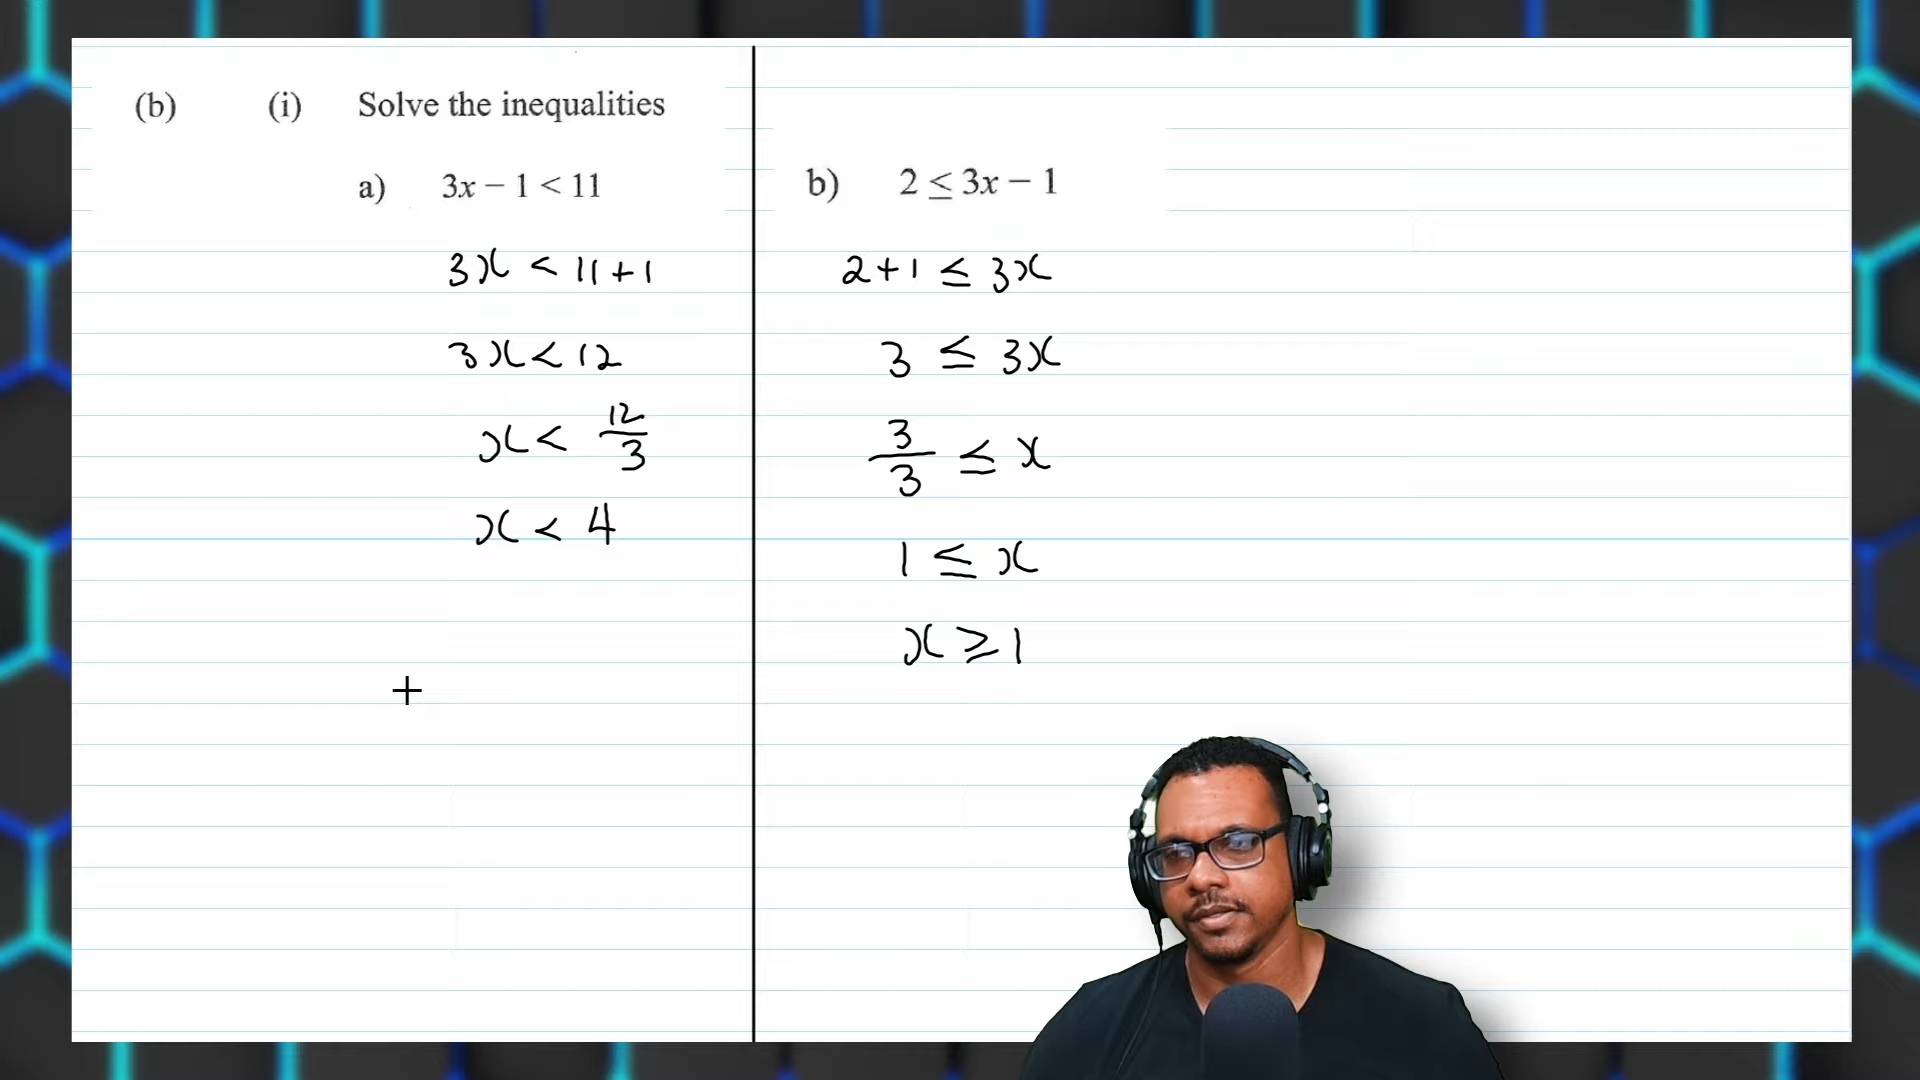 (b) (i) Solve the inequalities
a) 3x − 1 < 11
3x < 11 + 1
3x < 12
x < 12/3
x < 4
b) 2 ≤ 3x − 1
2 + 1 ≤ 3x
3 ≤ 3x
3/3 ≤ x
1 ≤ x
x ≥ 1